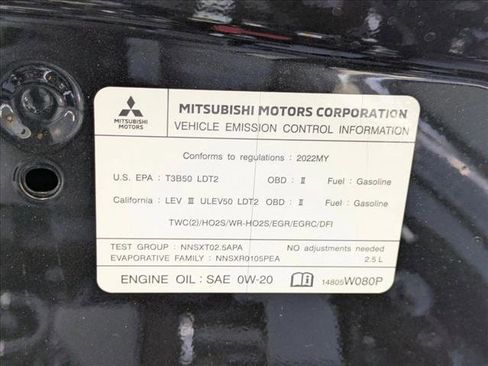 MITSUBISHI MOTORS CORPORATION
MITSUBISHI
MOTORS
VEHICLE EMISSION CONTROL INFORMATION
Conforms to regulations : 2022MY
U.S. EPA : T3B50 LDT2 OBD : II Fuel : Gasoline
California : LEV III ULEV50 LDT2 OBD : II Fuel : Gasoline
TWC(2)/HO2S/WR-HO2S/EGR/EGRC/DFI
TEST GROUP : NNSXT02.5APA NO adjustments needed
EVAPORATIVE FAMILY : NNSXR0105PEA 2.5 L
ENGINE OIL : SAE 0W-20 14805W080P